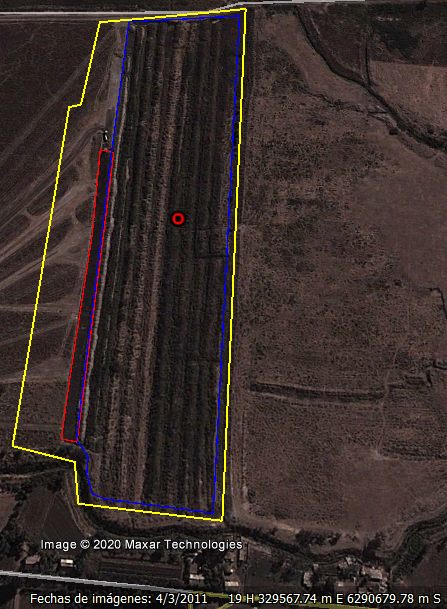 Image © 2020 Maxar Technologies
Fechas de imágenes: 4/3/2011 19 H 329567.74 m E 6290679.78 m S